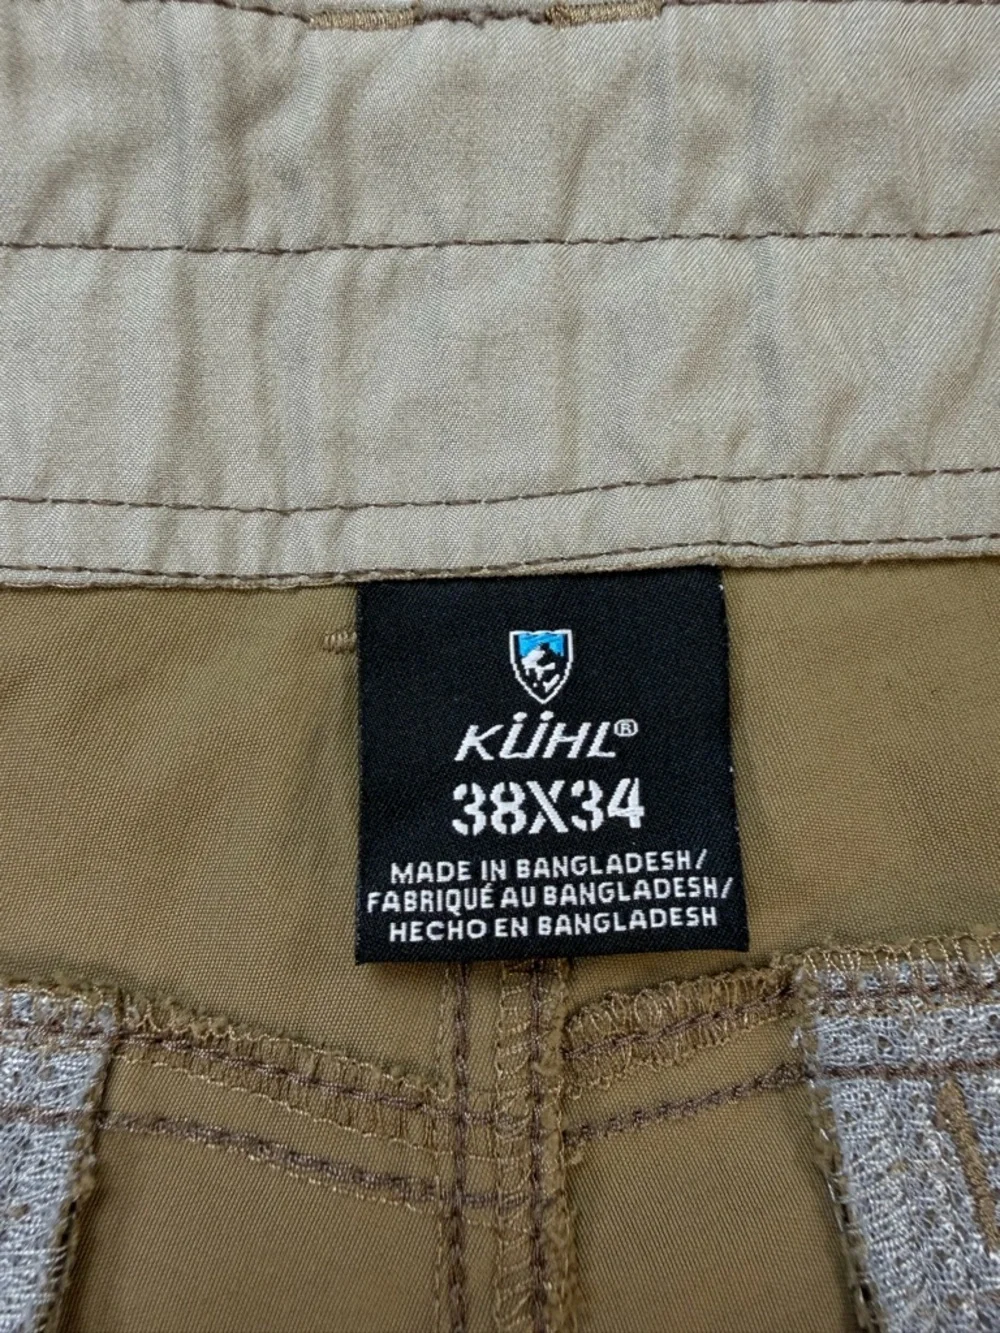 KÜHL®
38X34
MADE IN BANGLADESH/
FABRIQUÉ AU BANGLADESH/
HECHO EN BANGLADESH